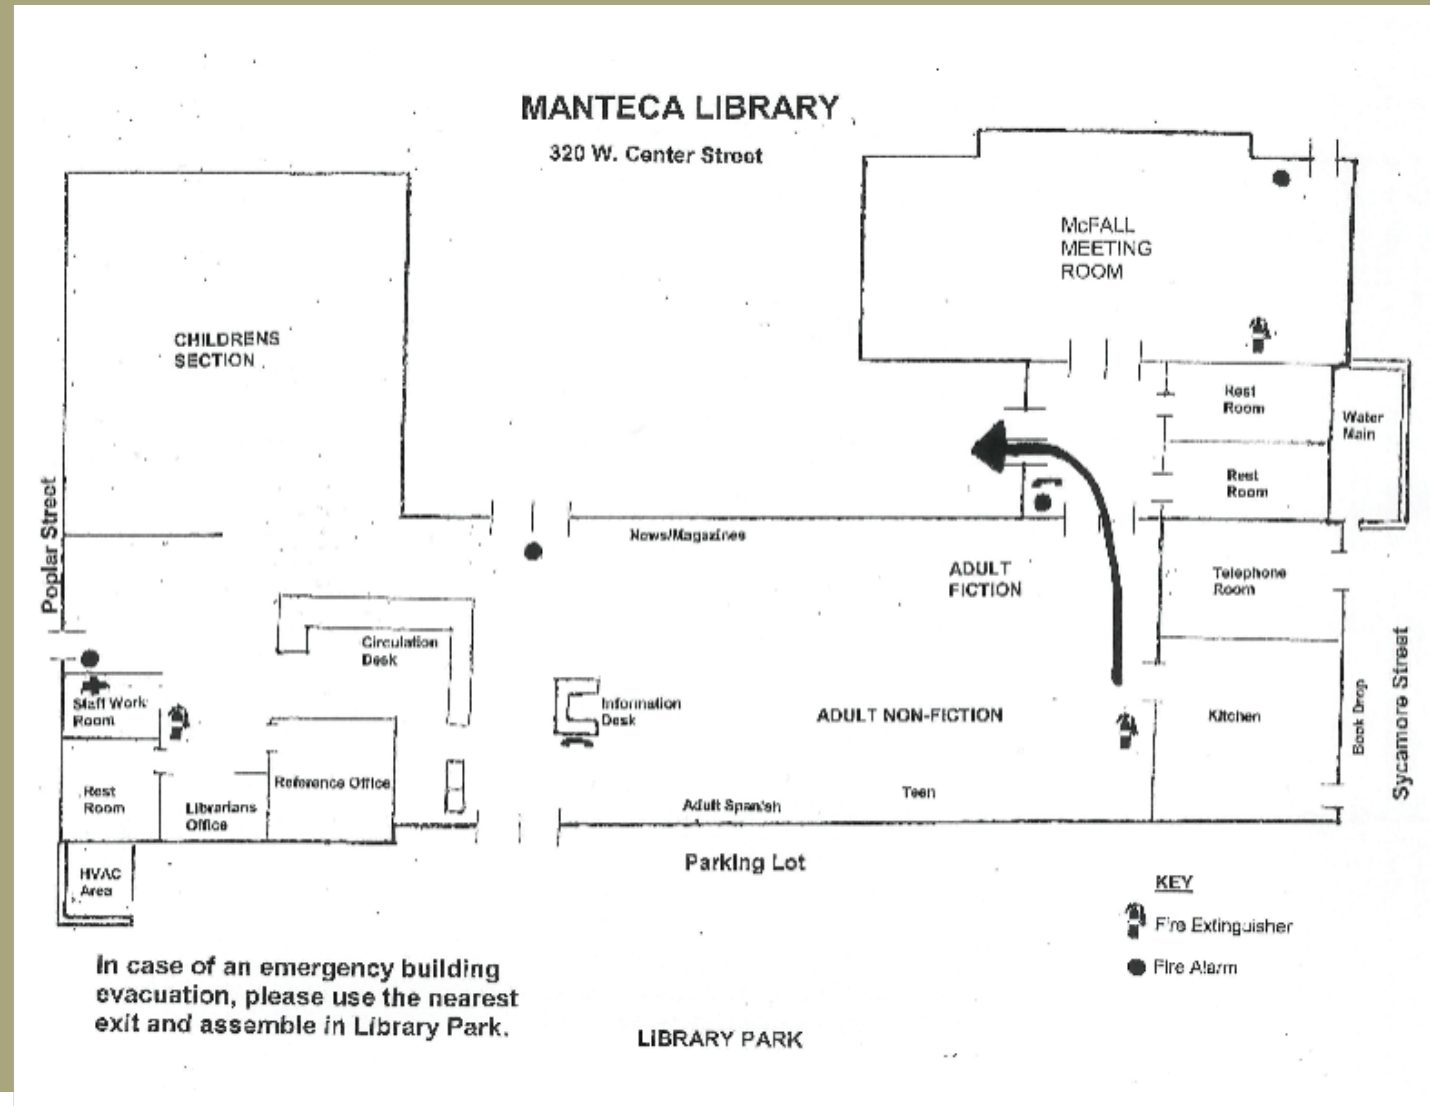 MANTECA LIBRARY
320 W. Center Street
McFALL
MEETING
ROOM
CHILDRENS
SECTION
Rest
Room
Water
Main
Rest
Room
Poplar Street
News/Magazines
ADULT
FICTION
Telephone
Room
Circulation
Desk
Staff Work
Room
Information
Desk
ADULT NON-FICTION
Kitchen
Book Drop
Sycamore Street
Rest
Room
Librarians
Office
Reference Office
Adult Spanish
Teen
HVAC
Area
Parking Lot
KEY
Fire Extinguisher
Fire Alarm
In case of an emergency building
evacuation, please use the nearest
exit and assemble in Library Park.
LIBRARY PARK